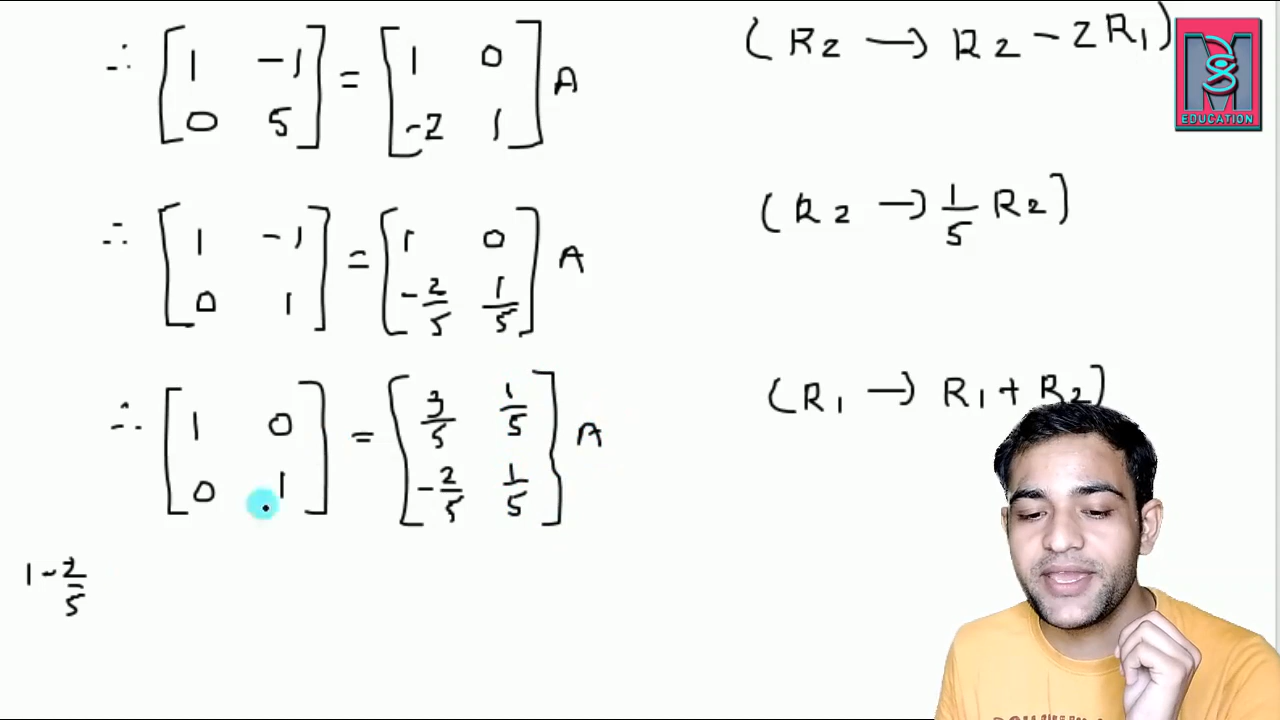 ∴ [1 -1; 0 5] = [1 0; -2 1] A (R2 → R2 - 2R1)
∴ [1 -1; 0 1] = [1 0; -2/5 1/5] A (R2 → 1/5 R2)
∴ [1 0; 0 1] = [3/5 1/5; -2/5 1/5] A (R1 → R1 + R2)
1 - 2/5
MS
EDUCATION